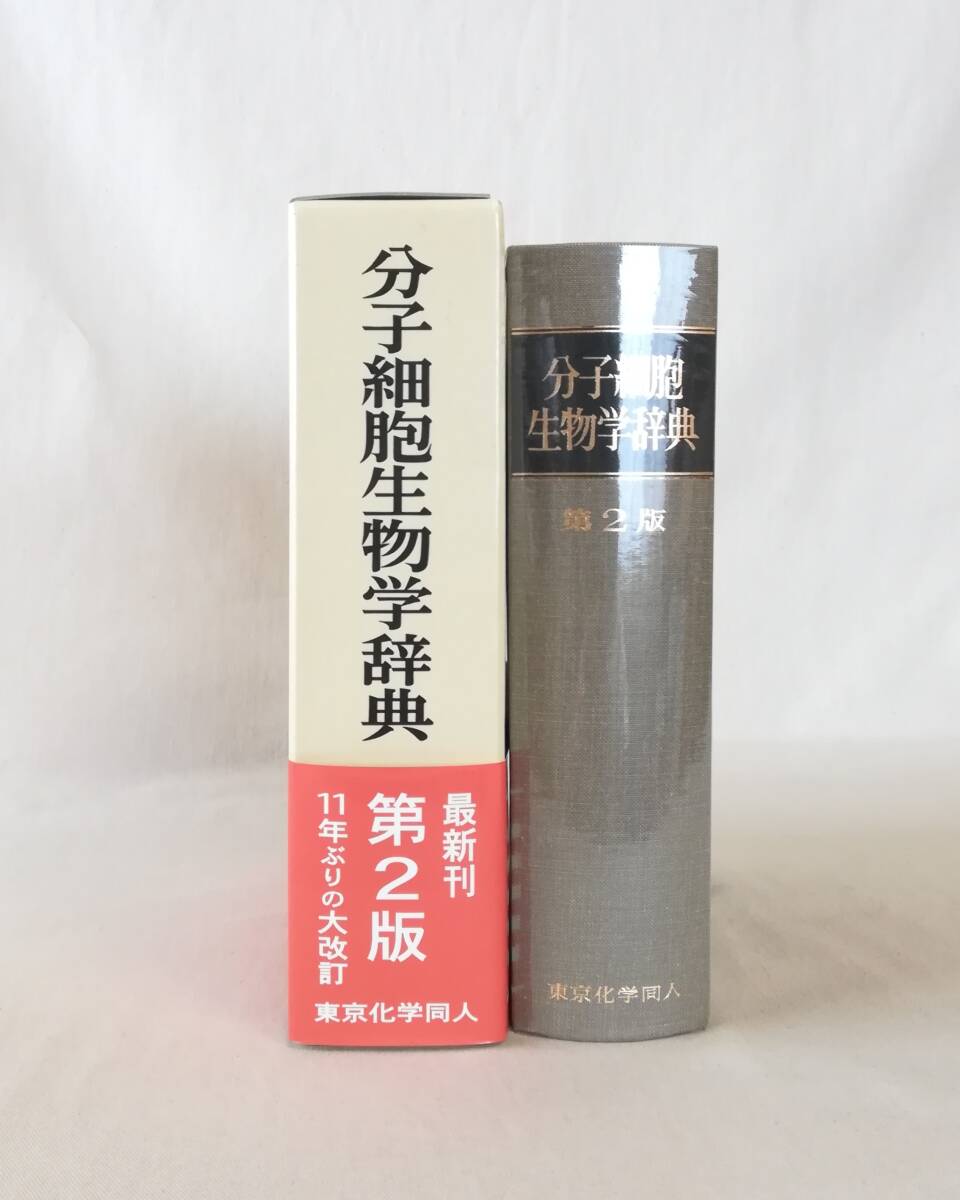 分子細胞生物学辞典
最新刊
第2版
11年ぶりの大改訂
東京化学同人
分子細胞
生物学辞典
第2版
東京化学同人